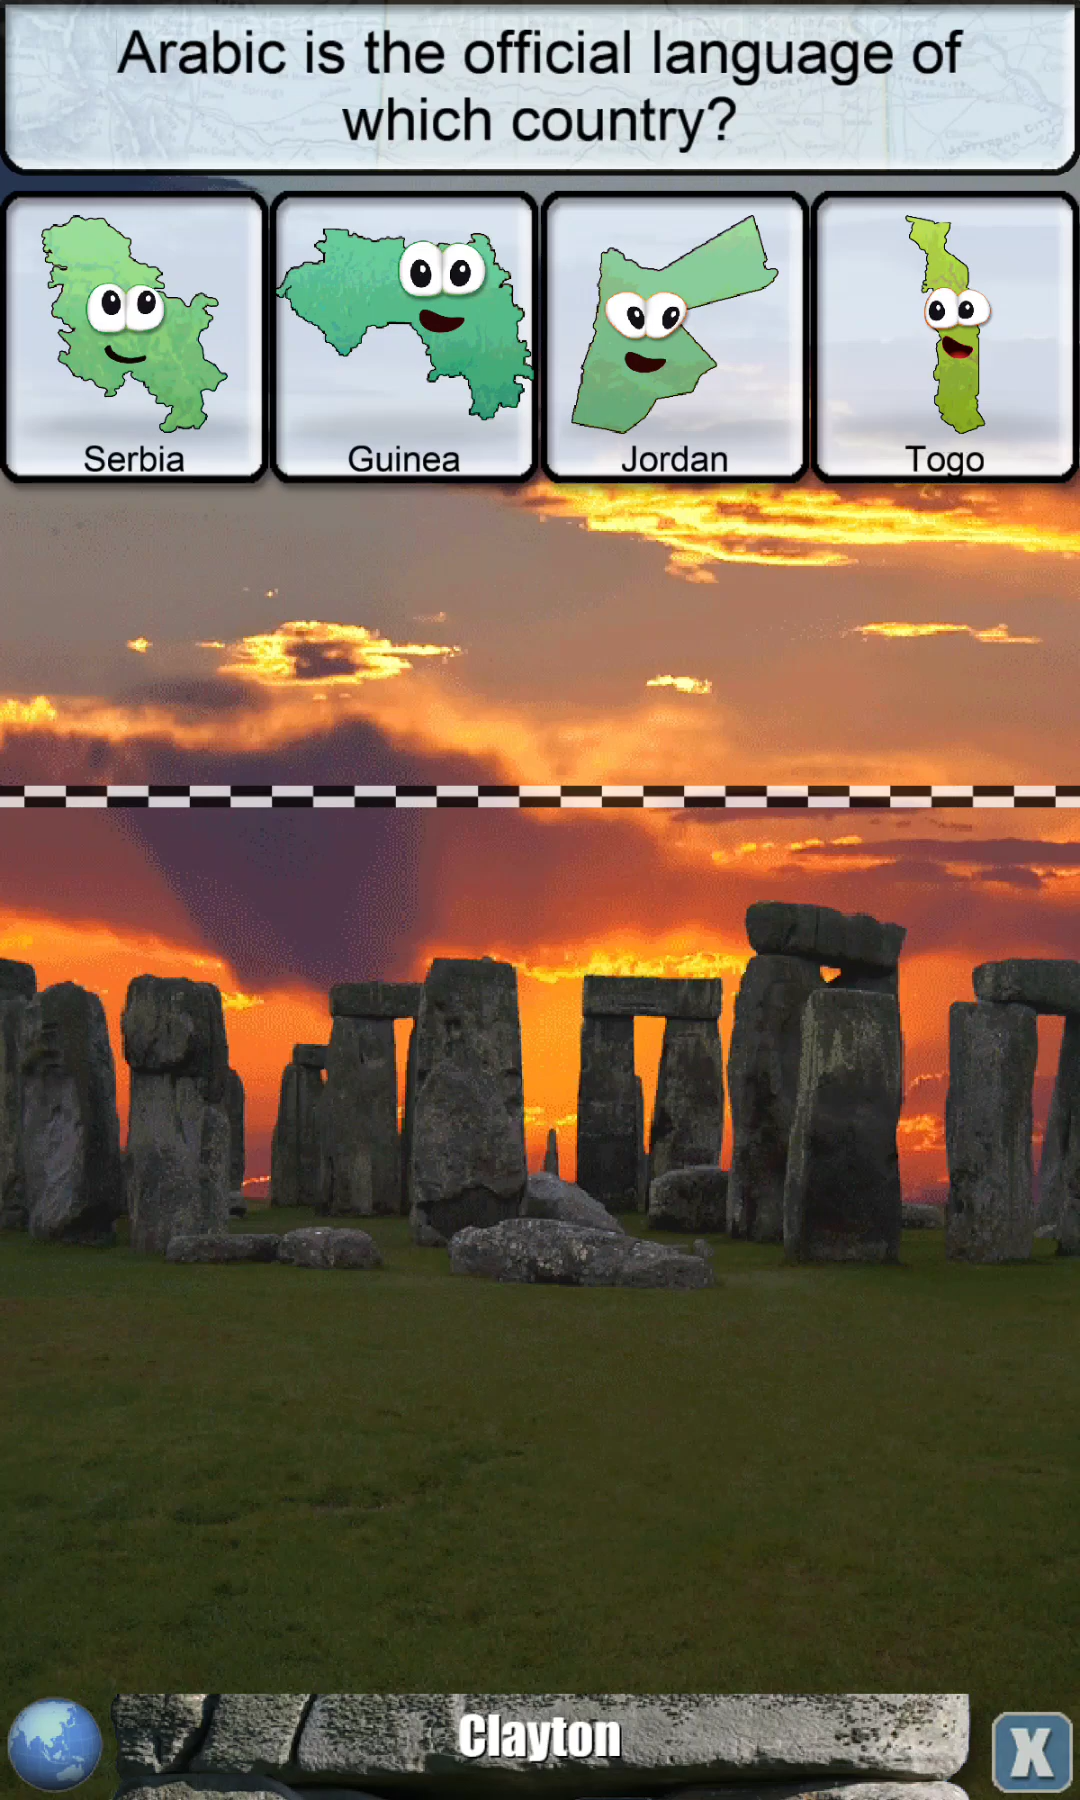 Arabic is the official language of
which country?
Serbia
Guinea
Jordan
Togo
Clayton
X